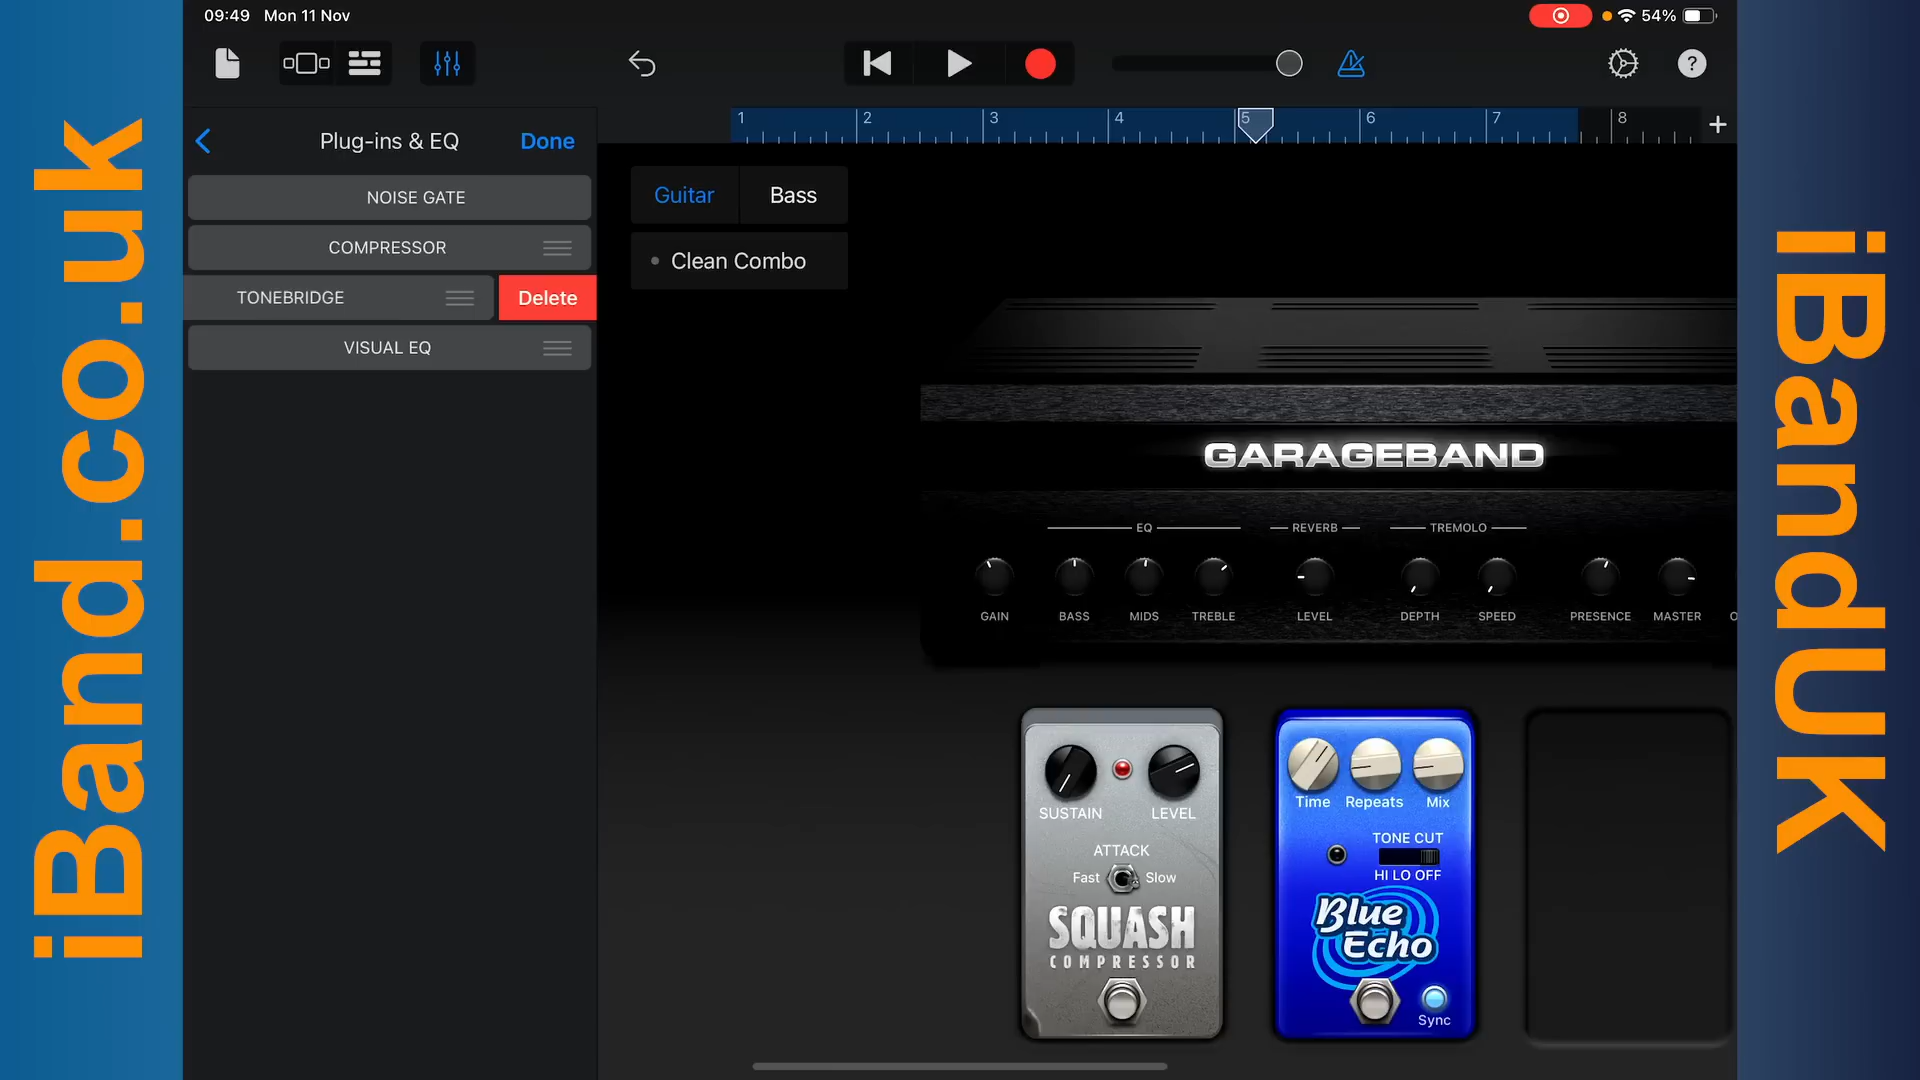 iBand.co.uk
09:49 Mon 11 Nov
54%
?
1 2 3 4 5 6 7 8 +
Plug-ins & EQ Done
NOISE GATE
COMPRESSOR
TONEBRIDGE Delete
VISUAL EQ
Guitar Bass
Clean Combo
GARAGEBAND
EQ REVERB TREMOLO
GAIN BASS MIDS TREBLE LEVEL DEPTH SPEED PRESENCE MASTER O
SUSTAIN LEVEL
ATTACK
Fast Slow
SQUASH
COMPRESSOR
Time Repeats Mix
TONE CUT
HI LO OFF
Blue
Echo
Sync
iBandUK